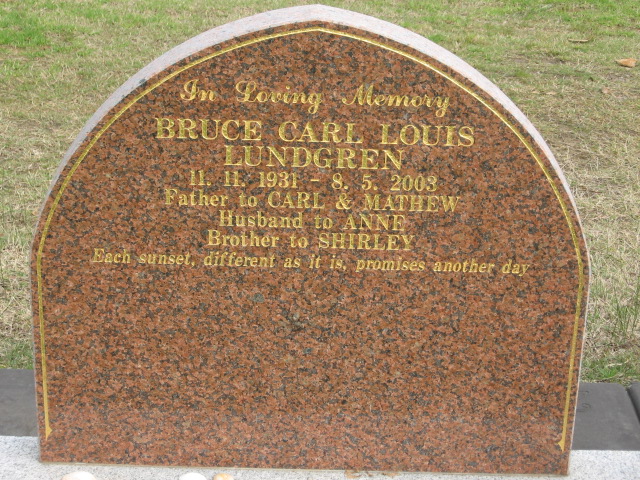 In Loving Memory
BRUCE CARL LOUIS
LUNDGREN
11. 11. 1931 - 8. 5. 2003
Father to CARL & MATHEW
Husband to ANNE
Brother to SHIRLEY
Each sunset, different as it is, promises another day